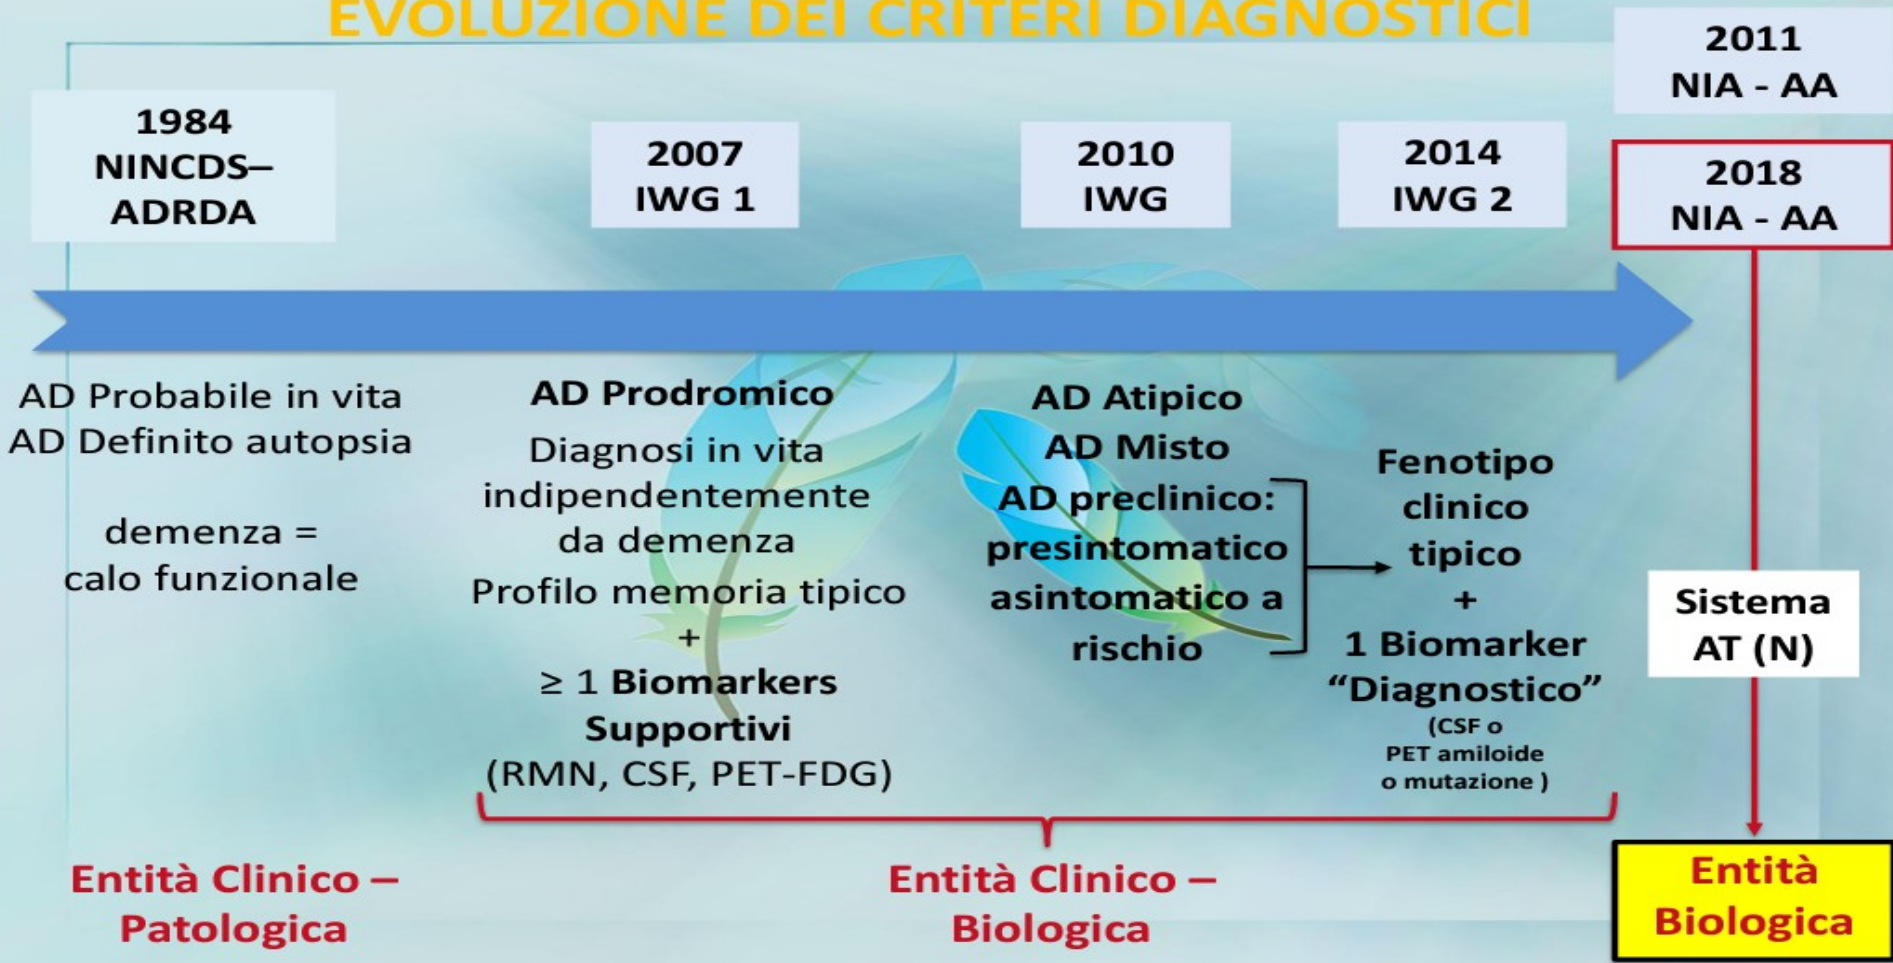 EVOLUZIONE DEI CRITERI DIAGNOSTICI
1984
NINCDS–
ADRDA
2007
IWG 1
2010
IWG
2014
IWG 2
2011
NIA - AA
2018
NIA - AA
AD Probabile in vita
AD Definito autopsia
demenza =
calo funzionale
AD Prodromico
Diagnosi in vita
indipendentemente
da demenza
Profilo memoria tipico
+
≥ 1 Biomarkers
Supportivi
(RMN, CSF, PET-FDG)
AD Atipico
AD Misto
AD preclinico:
presintomatico
asintomatico a
rischio
Fenotipo
clinico
tipico
+
1 Biomarker
“Diagnostico”
(CSF o
PET amiloide
o mutazione )
Sistema
AT (N)
Entità Clinico –
Patologica
Entità Clinico –
Biologica
Entità
Biologica